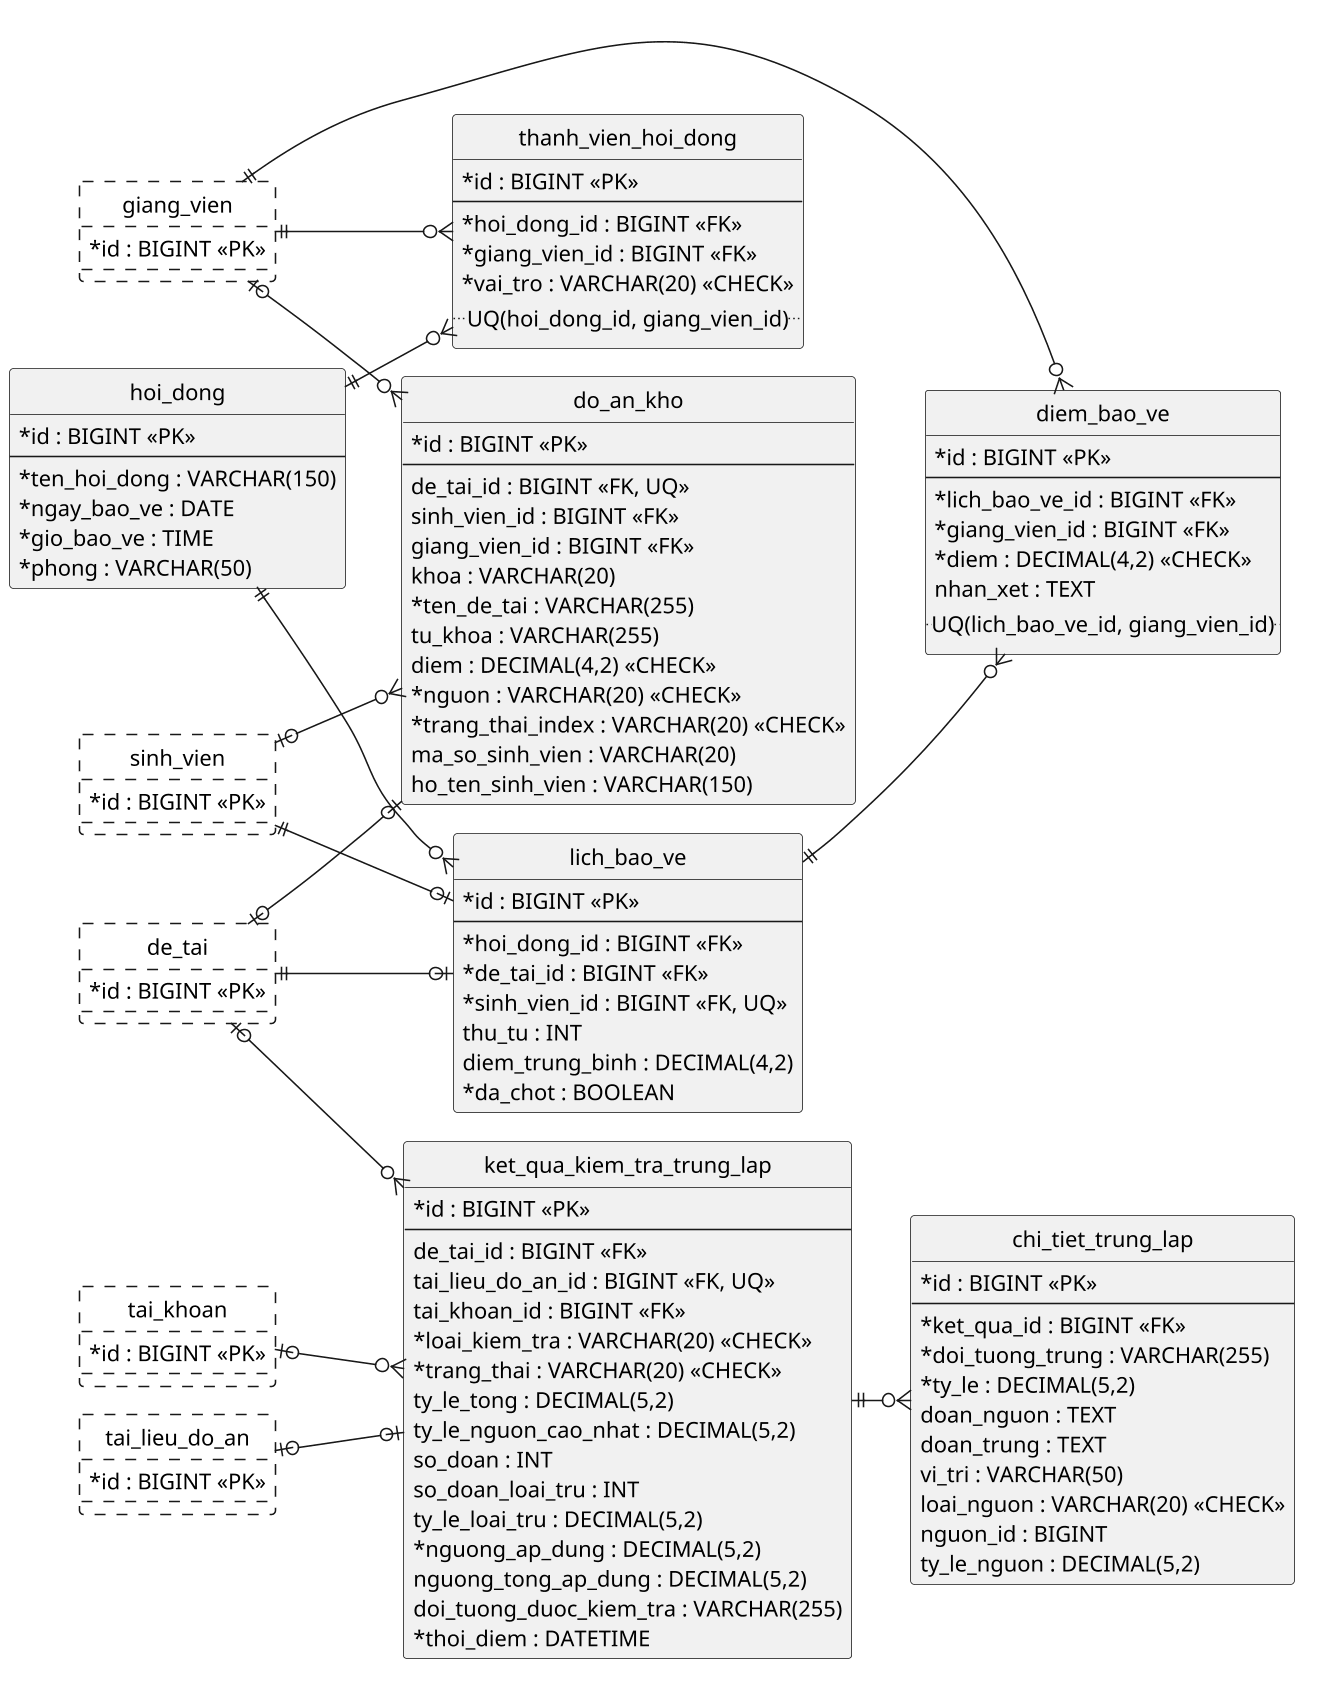 thanh_vien_hoi_dong
*id : BIGINT «PK»
*hoi_dong_id : BIGINT «FK»
*giang_vien_id : BIGINT «FK»
*vai_tro : VARCHAR(20) «CHECK»
UQ(hoi_dong_id, giang_vien_id)
giang_vien
*id : BIGINT «PK»
hoi_dong
*id : BIGINT «PK»
*ten_hoi_dong : VARCHAR(150)
*ngay_bao_ve : DATE
*gio_bao_ve : TIME
*phong : VARCHAR(50)
do_an_kho
*id : BIGINT «PK»
de_tai_id : BIGINT «FK, UQ»
sinh_vien_id : BIGINT «FK»
giang_vien_id : BIGINT «FK»
khoa : VARCHAR(20)
*ten_de_tai : VARCHAR(255)
tu_khoa : VARCHAR(255)
diem : DECIMAL(4,2) «CHECK»
*nguon : VARCHAR(20) «CHECK»
*trang_thai_index : VARCHAR(20) «CHECK»
ma_so_sinh_vien : VARCHAR(20)
ho_ten_sinh_vien : VARCHAR(150)
diem_bao_ve
*id : BIGINT «PK»
*lich_bao_ve_id : BIGINT «FK»
*giang_vien_id : BIGINT «FK»
*diem : DECIMAL(4,2) «CHECK»
nhan_xet : TEXT
UQ(lich_bao_ve_id, giang_vien_id)
sinh_vien
*id : BIGINT «PK»
lich_bao_ve
*id : BIGINT «PK»
*hoi_dong_id : BIGINT «FK»
*de_tai_id : BIGINT «FK»
*sinh_vien_id : BIGINT «FK, UQ»
thu_tu : INT
diem_trung_binh : DECIMAL(4,2)
*da_chot : BOOLEAN
de_tai
*id : BIGINT «PK»
ket_qua_kiem_tra_trung_lap
*id : BIGINT «PK»
de_tai_id : BIGINT «FK»
tai_lieu_do_an_id : BIGINT «FK, UQ»
tai_khoan_id : BIGINT «FK»
*loai_kiem_tra : VARCHAR(20) «CHECK»
*trang_thai : VARCHAR(20) «CHECK»
ty_le_tong : DECIMAL(5,2)
ty_le_nguon_cao_nhat : DECIMAL(5,2)
so_doan : INT
so_doan_loai_tru : INT
ty_le_loai_tru : DECIMAL(5,2)
*nguong_ap_dung : DECIMAL(5,2)
nguong_tong_ap_dung : DECIMAL(5,2)
doi_tuong_duoc_kiem_tra : VARCHAR(255)
*thoi_diem : DATETIME
tai_khoan
*id : BIGINT «PK»
tai_lieu_do_an
*id : BIGINT «PK»
chi_tiet_trung_lap
*id : BIGINT «PK»
*ket_qua_id : BIGINT «FK»
*doi_tuong_trung : VARCHAR(255)
*ty_le : DECIMAL(5,2)
doan_nguon : TEXT
doan_trung : TEXT
vi_tri : VARCHAR(50)
loai_nguon : VARCHAR(20) «CHECK»
nguon_id : BIGINT
ty_le_nguon : DECIMAL(5,2)